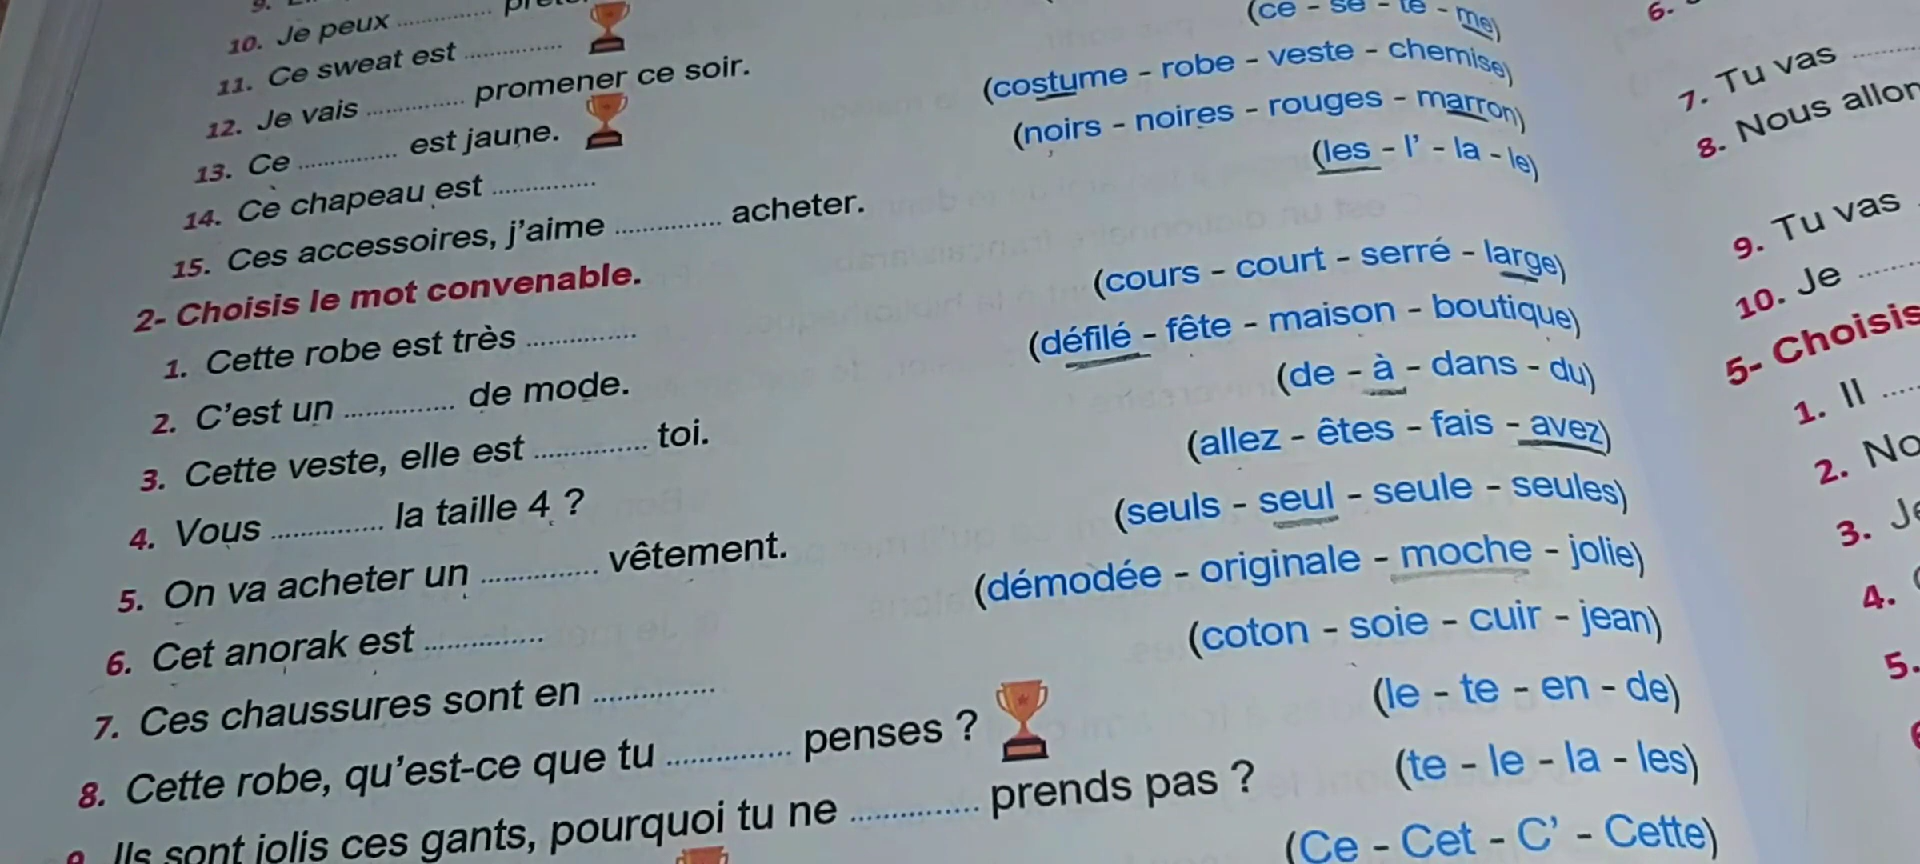 10. Je peux ............
11. Ce sweat est ............
(ce - se - te - me)
12. Je vais ............ promener ce soir.
(costume - robe - veste - chemise)
13. Ce ............ est jaune.
(noirs - noires - rouges - marron)
14. Ce chapeau est ............
(les - l' - la - le)
15. Ces accessoires, j'aime ............ acheter.
2- Choisis le mot convenable.
(cours - court - serré - large)
1. Cette robe est très ............
(défilé - fête - maison - boutique)
2. C'est un ............ de mode.
(de - à - dans - du)
3. Cette veste, elle est ............ toi.
(allez - êtes - fais - avez)
4. Vous ............ la taille 4 ?
(seuls - seul - seule - seules)
5. On va acheter un ............ vêtement.
(démodée - originale - moche - jolie)
6. Cet anorak est ............
(coton - soie - cuir - jean)
7. Ces chaussures sont en ............
(le - te - en - de)
8. Cette robe, qu'est-ce que tu ............ penses ?
(te - le - la - les)
Ils sont jolis ces gants, pourquoi tu ne ............ prends pas ?
(Ce - Cet - C' - Cette)
6.
7. Tu vas ............
8. Nous allon
9. Tu vas
10. Je ............
5- Choisis
1. Il ............
2. No
3. Je
4.
5.